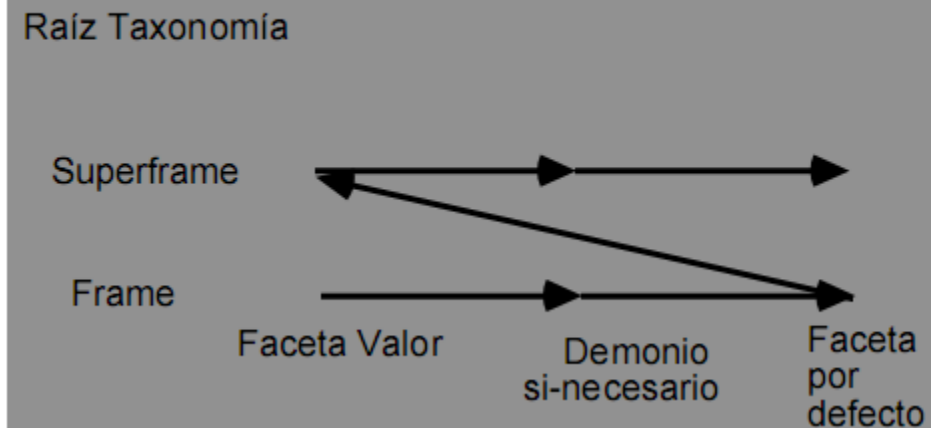 Raíz Taxonomía
Superframe
Frame
Faceta Valor
Demonio
si-necesario
Faceta
por
defecto